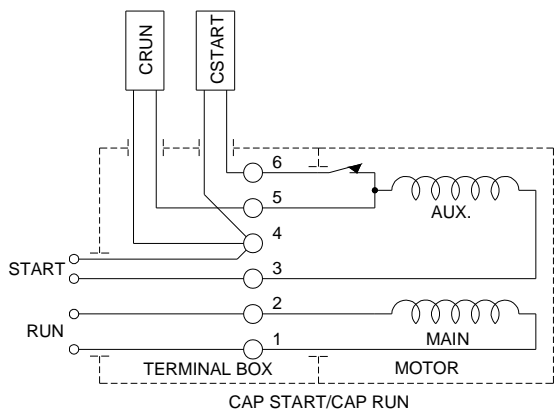 CRUN
CSTART
6
5
AUX.
4
START
3
2
RUN
MAIN
1
TERMINAL BOX
MOTOR
CAP START/CAP RUN